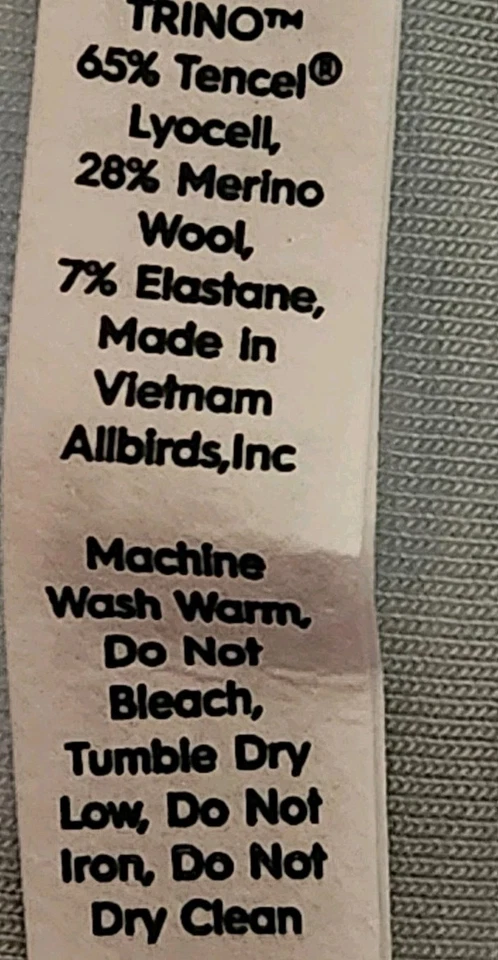 TRINO™
65% Tencel®
Lyocell,
28% Merino
Wool,
7% Elastane,
Made in
Vietnam
Allbirds,Inc
Machine
Wash Warm,
Do Not
Bleach,
Tumble Dry
Low, Do Not
Iron, Do Not
Dry Clean